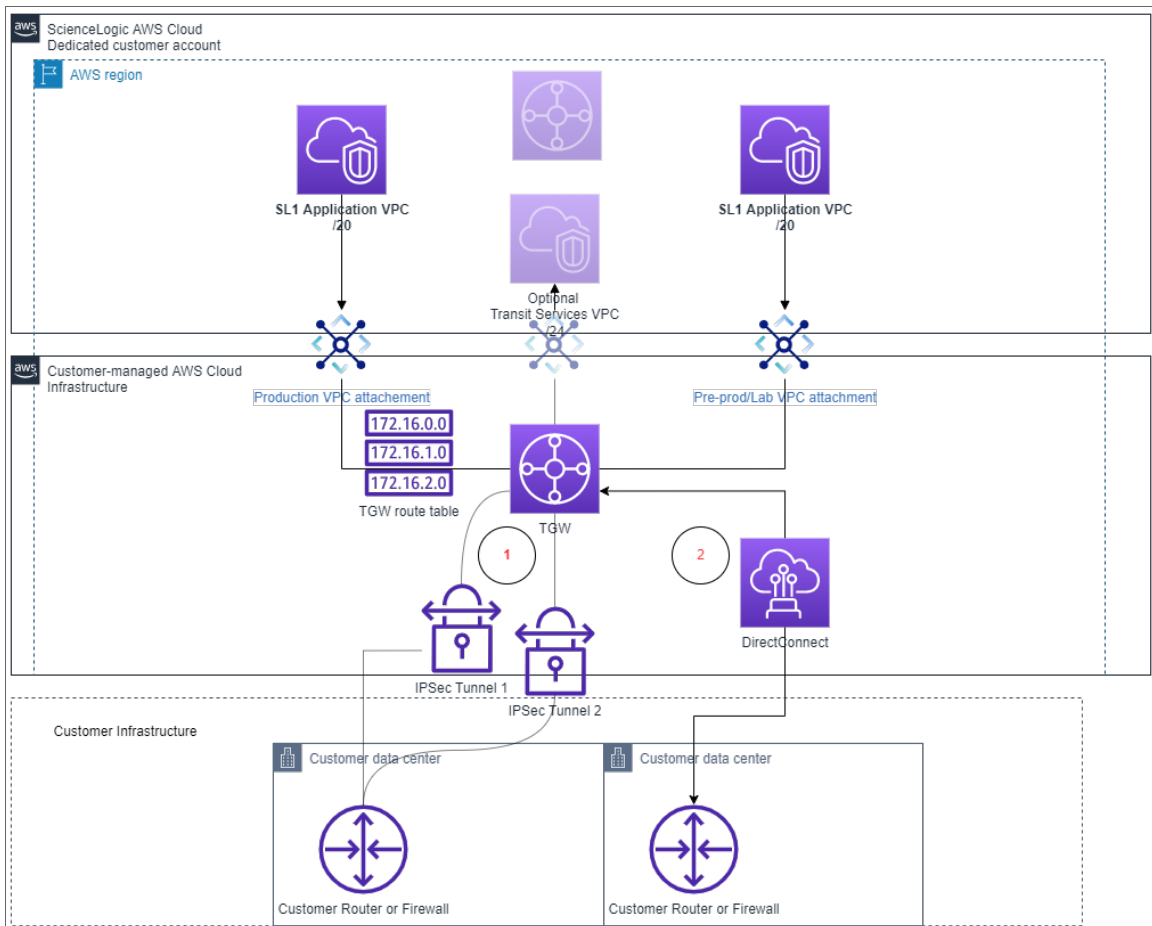 aws
ScienceLogic AWS Cloud
Dedicated customer account
AWS region
SL1 Application VPC
/20
SL1 Application VPC
/20
Optional
Transit Services VPC
/24
aws
Customer-managed AWS Cloud
Infrastructure
Production VPC attachement
Pre-prod/Lab VPC attachment
172.16.0.0
172.16.1.0
172.16.2.0
TGW route table
TGW
1
2
DirectConnect
IPSec Tunnel 1
IPSec Tunnel 2
Customer Infrastructure
Customer data center
Customer data center
Customer Router or Firewall
Customer Router or Firewall